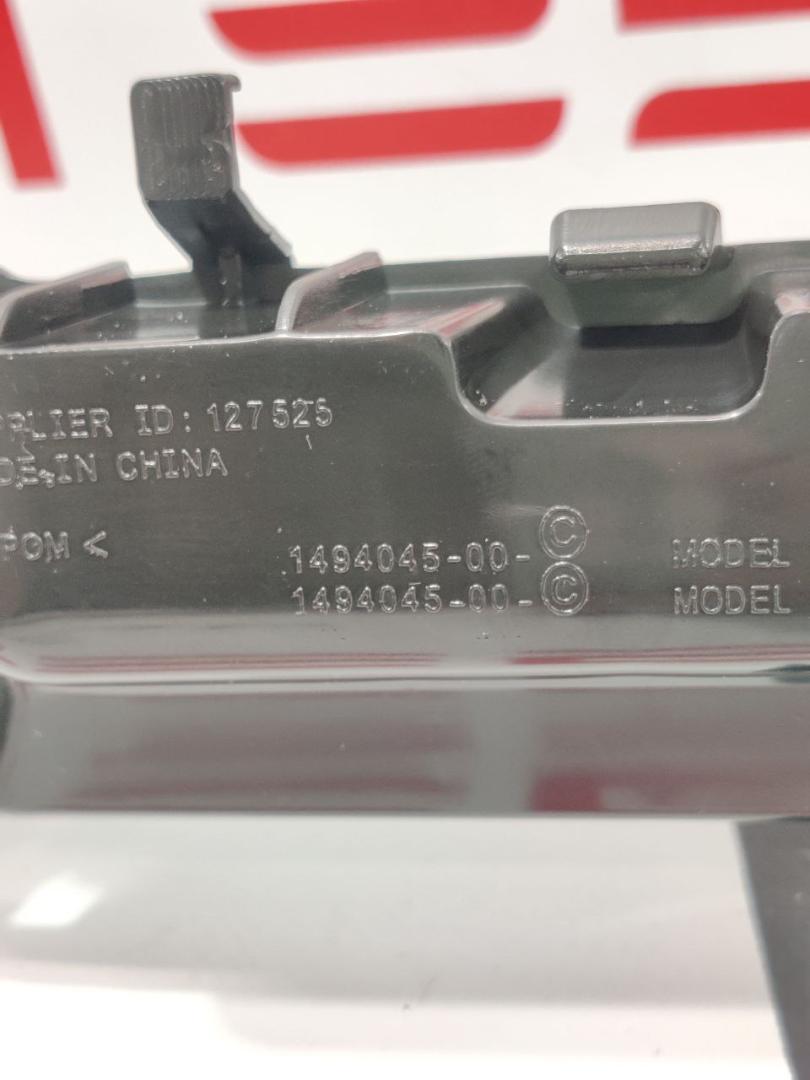 PPLIER ID: 127525
DE IN CHINA
POM <
1494045-00-Ⓒ MODEL
1494045-00-Ⓒ MODEL